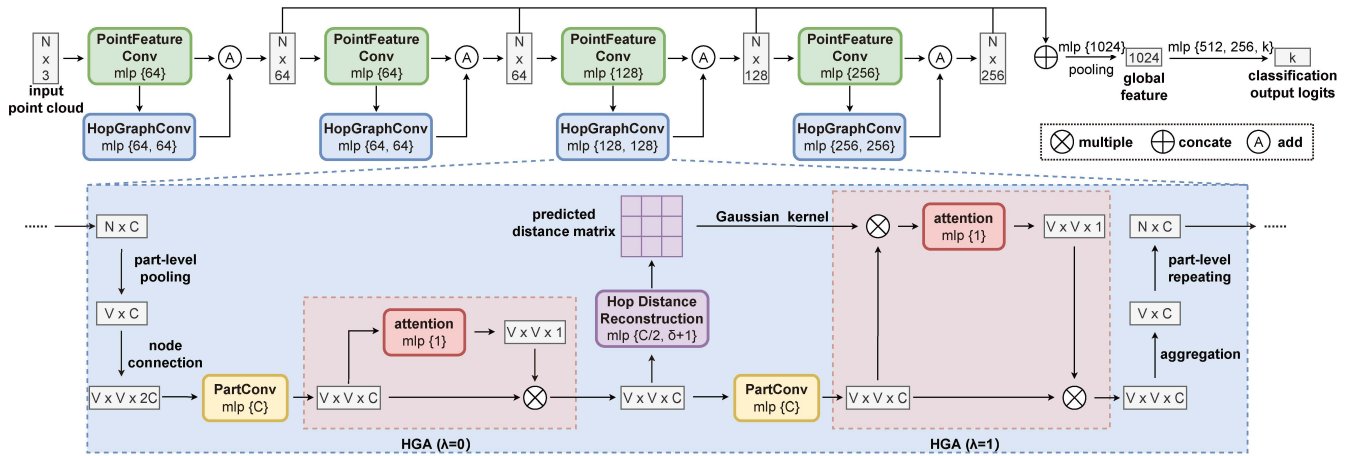 N
x
3
input
point cloud
PointFeature
Conv
mlp {64}
HopGraphConv
mlp {64, 64}
A
N
x
64
PointFeature
Conv
mlp {64}
HopGraphConv
mlp {64, 64}
A
N
x
64
PointFeature
Conv
mlp {128}
HopGraphConv
mlp {128, 128}
A
N
x
128
PointFeature
Conv
mlp {256}
HopGraphConv
mlp {256, 256}
A
N
x
256
mlp {1024}
pooling
1024
global
feature
mlp {512, 256, k}
k
classification
output logits
multiple
concate
A
add
......
N x C
part-level
pooling
V x C
node
connection
V x V x 2C
PartConv
mlp {C}
V x V x C
attention
mlp {1}
V x V x 1
HGA (λ=0)
V x V x C
Hop Distance
Reconstruction
mlp {C/2, δ+1}
predicted
distance matrix
Gaussian kernel
PartConv
mlp {C}
V x V x C
attention
mlp {1}
V x V x 1
HGA (λ=1)
V x V x C
aggregation
V x C
part-level
repeating
N x C
......